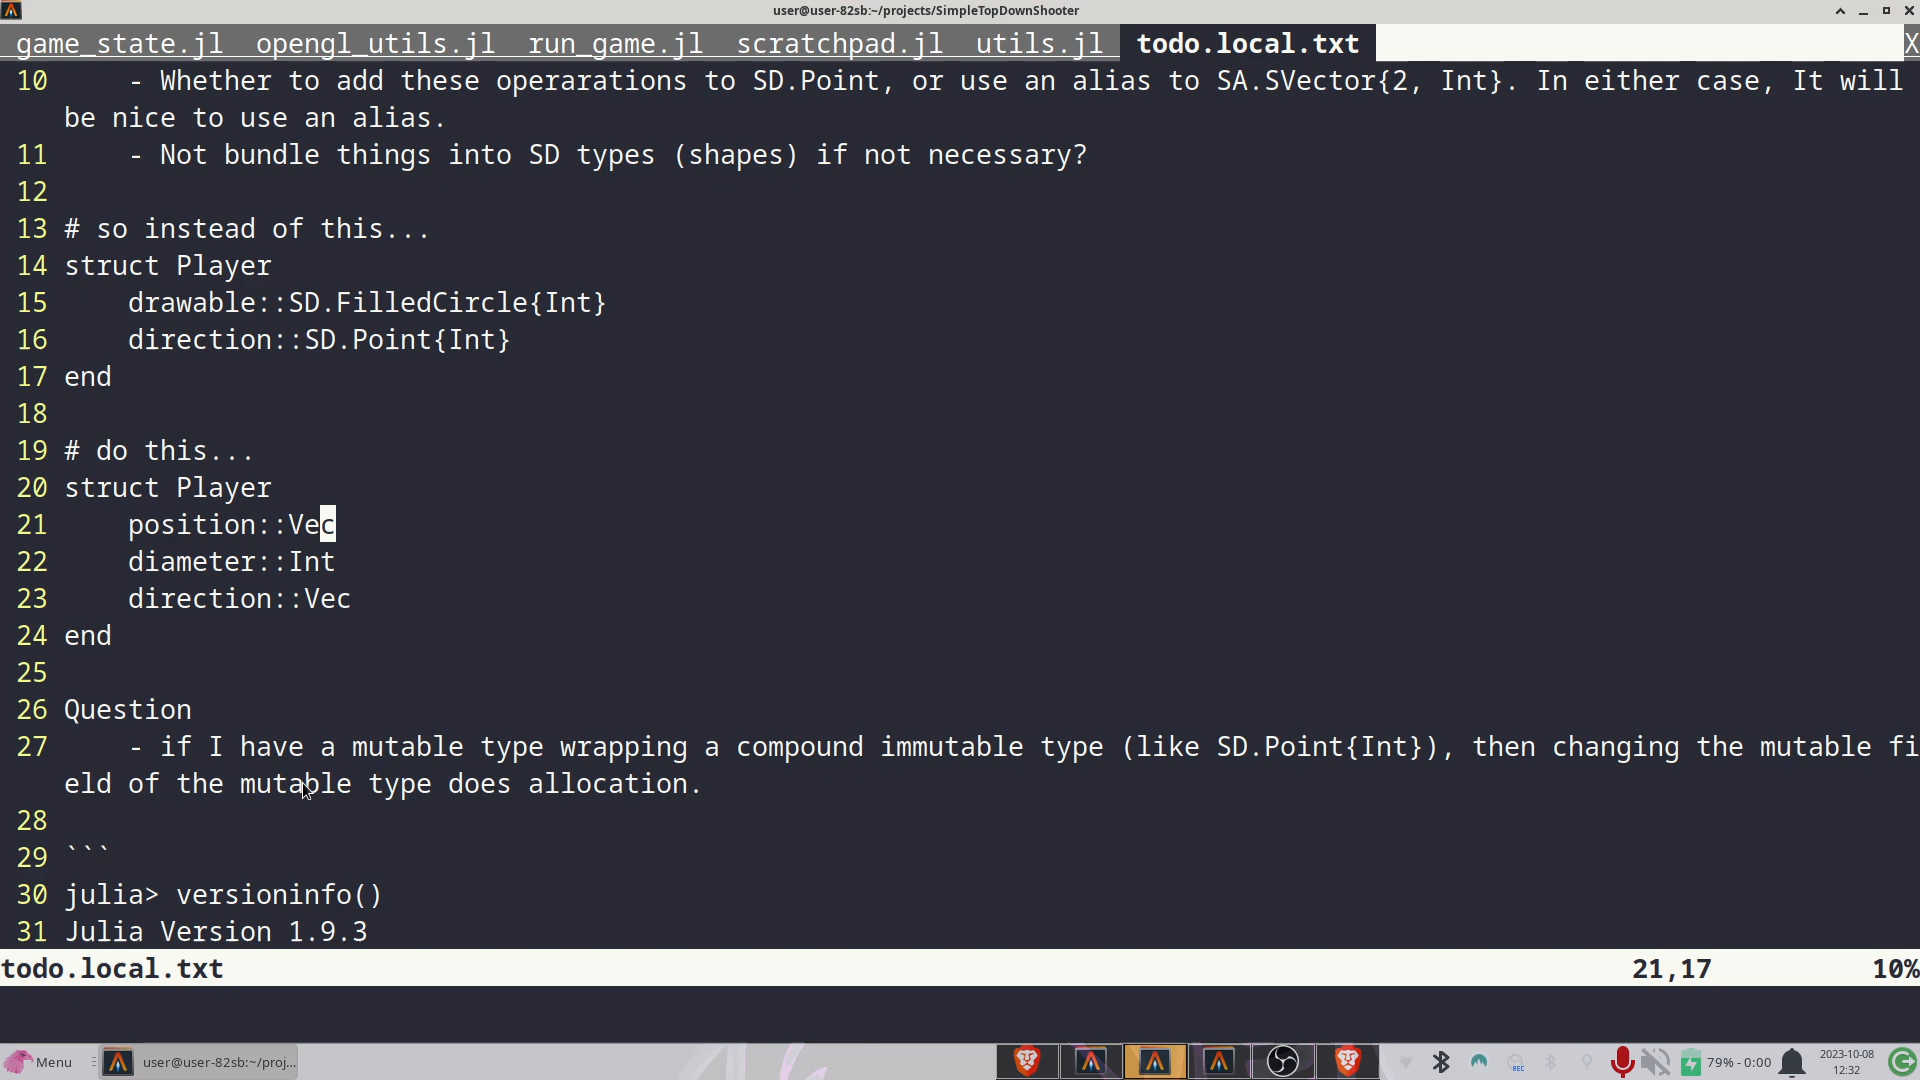 user@user-82sb:~/projects/SimpleTopDownShooter
game_state.jl opengl_utils.jl run_game.jl scratchpad.jl utils.jl todo.local.txt X
10     - Whether to add these operarations to SD.Point, or use an alias to SA.SVector{2, Int}. In either case, It will
be nice to use an alias.
11     - Not bundle things into SD types (shapes) if not necessary?
12
13 # so instead of this...
14 struct Player
15     drawable::SD.FilledCircle{Int}
16     direction::SD.Point{Int}
17 end
18
19 # do this...
20 struct Player
21     position::Vec
22     diameter::Int
23     direction::Vec
24 end
25
26 Question
27     - if I have a mutable type wrapping a compound immutable type (like SD.Point{Int}), then changing the mutable fi
eld of the mutable type does allocation.
28
29 ```
30 julia> versioninfo()
31 Julia Version 1.9.3
todo.local.txt 21,17 10%
Menu user@user-82sb:~/proj... REC 79% - 0:00 2023-10-08
12:32